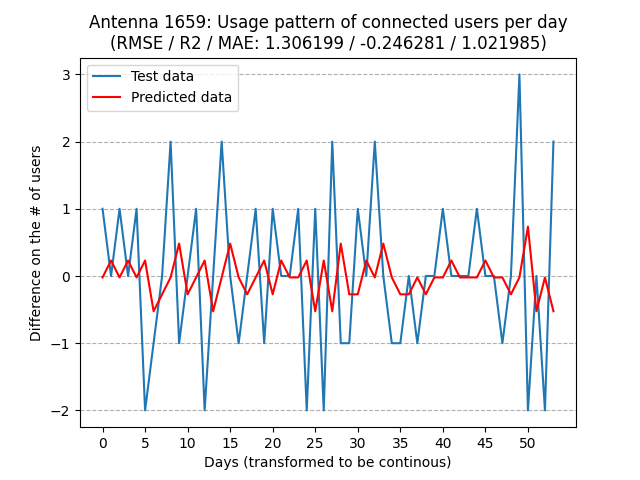 Antenna 1659: Usage pattern of connected users per day
(RMSE / R2 / MAE: 1.306199 / -0.246281 / 1.021985)
Test data
Predicted data
3
2
1
0
−1
−2
Difference on the # of users
0 5 10 15 20 25 30 35 40 45 50
Days (transformed to be continous)